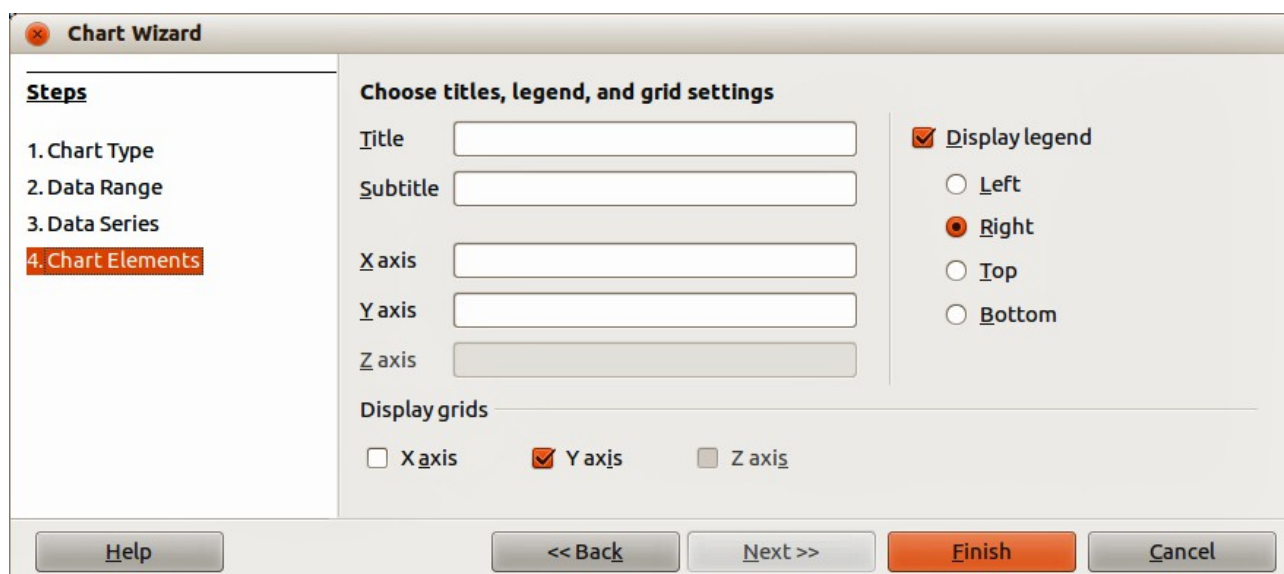 Chart Wizard
Steps
1. Chart Type
2. Data Range
3. Data Series
4. Chart Elements
Choose titles, legend, and grid settings
Title
Subtitle
X axis
Y axis
Z axis
Display legend
Left
Right
Top
Bottom
Display grids
X axis Y axis Z axis
Help << Back Next >> Finish Cancel